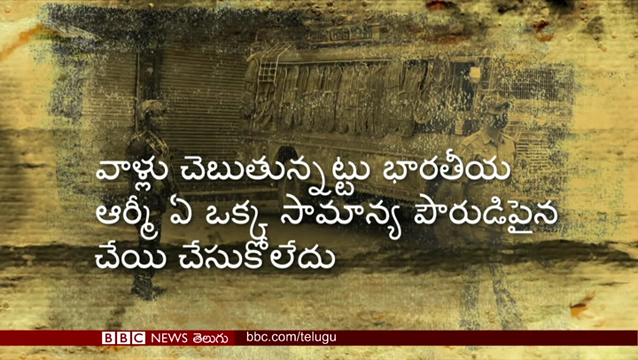 వాళ్లు చెబుతున్నట్టు భారతీయ
ఆర్మీ ఏ ఒక్క సామాన్య పౌరుడిపైన
చేయి చేసుకోలేదు
BBC NEWS తెలుగు bbc.com/telugu